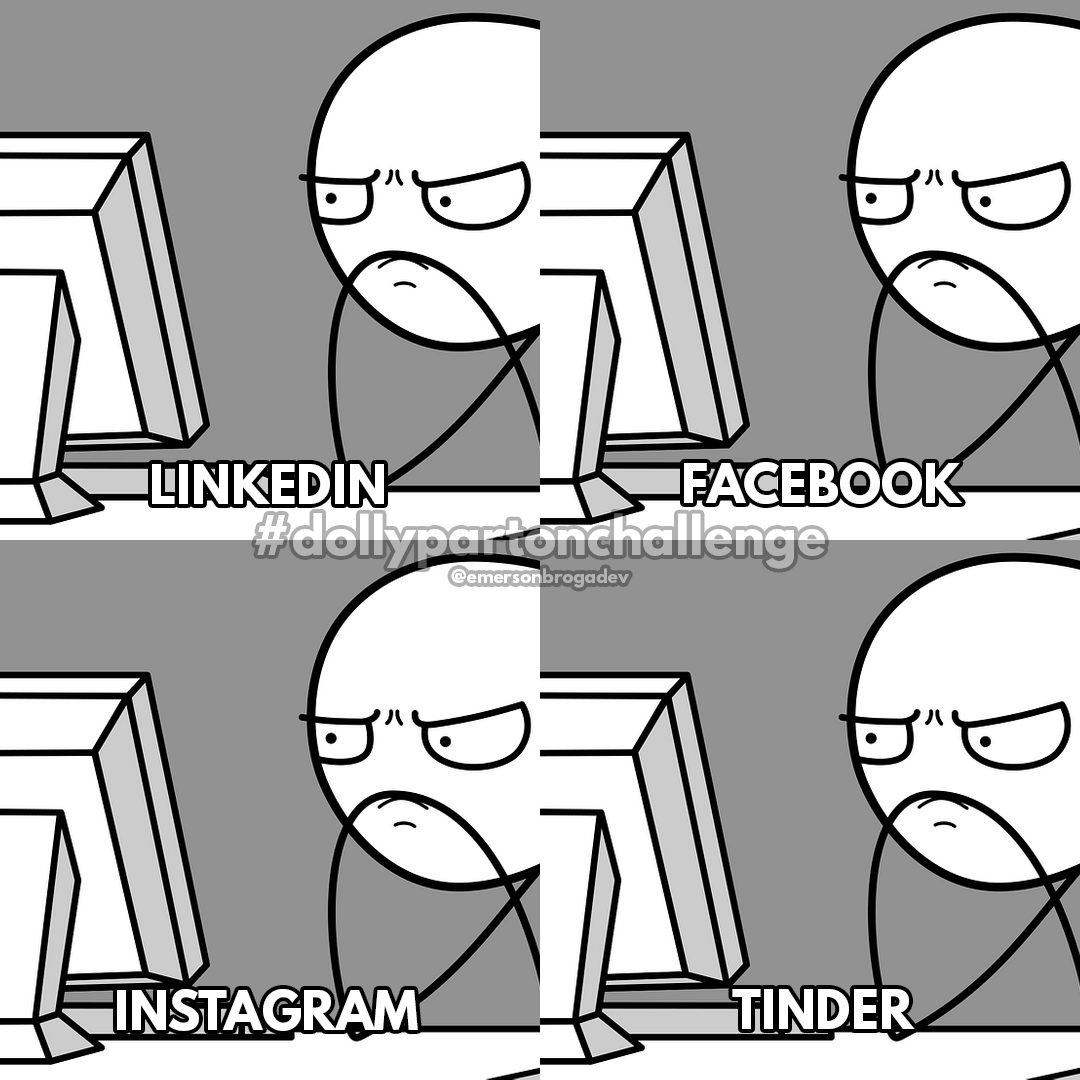 LINKEDIN
FACEBOOK
#dollypartonchallenge
@emersonbrogadev
INSTAGRAM
TINDER